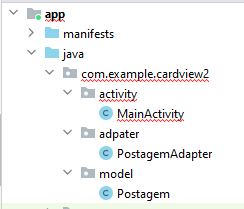 app
manifests
java
com.example.cardview2
activity
MainActivity
adpater
PostagemAdapter
model
Postagem